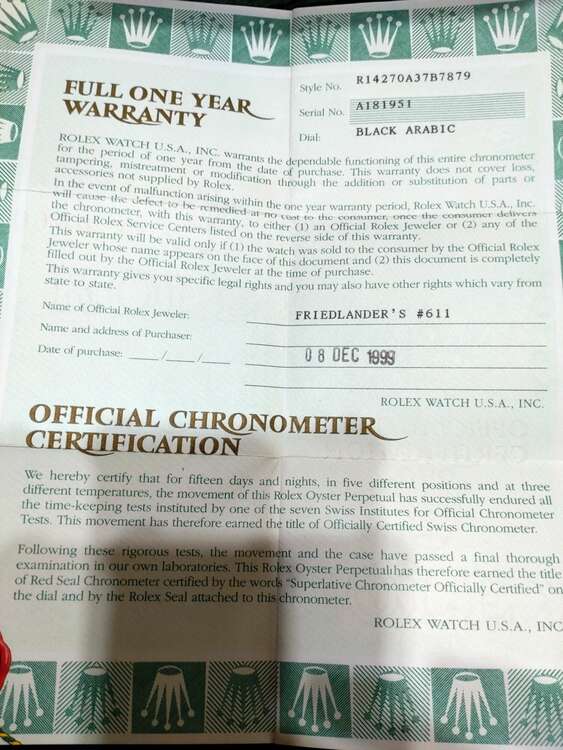 FULL ONE YEAR
WARRANTY
Style No. R14270A37B7879
Serial No. A181951
Dial: BLACK ARABIC
ROLEX WATCH U.S.A., INC. warrants the dependable functioning of this entire chronometer
for the period of one year from the date of purchase. This warranty does not cover loss,
tampering, mistreatment or modification through the addition or substitution of parts or
accessories not supplied by Rolex.
In the event of malfunction arising within the one year warranty period, Rolex Watch U.S.A., Inc.
will cause the defect to be remedied at no cost to the consumer, once the consumer delivers
the chronometer, with this warranty, to either (1) an Official Rolex Jeweler or (2) any of the
Official Rolex Service Centers listed on the reverse side of this warranty.
This warranty will be valid only if (1) the watch was sold to the consumer by the Official Rolex
Jeweler whose name appears on the face of this document and (2) this document is completely
filled out by the Official Rolex Jeweler at the time of purchase.
This warranty gives you specific legal rights and you may also have other rights which vary from
state to state.
Name of Official Rolex Jeweler: FRIEDLANDER'S #611
Name and address of Purchaser:
Date of purchase: ___/___/___ 08 DEC 1999
ROLEX WATCH U.S.A., INC.
OFFICIAL CHRONOMETER
CERTIFICATION
We hereby certify that for fifteen days and nights, in five different positions and at three
different temperatures, the movement of this Rolex Oyster Perpetual has successfully endured all
the time-keeping tests instituted by one of the seven Swiss Institutes for Official Chronometer
Tests. This movement has therefore earned the title of Officially Certified Swiss Chronometer.
Following these rigorous tests, the movement and the case have passed a final thorough
examination in our own laboratories. This Rolex Oyster Perpetual has therefore earned the title
of Red Seal Chronometer certified by the words "Superlative Chronometer Officially Certified" on
the dial and by the Rolex Seal attached to this chronometer.
ROLEX WATCH U.S.A., INC